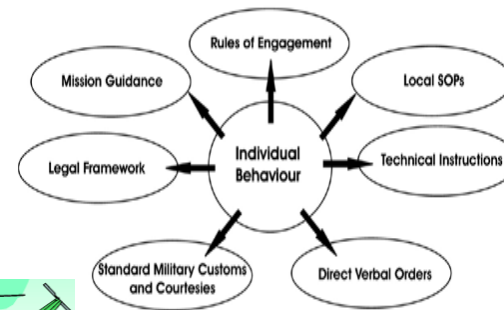 Rules of Engagement
Mission Guidance
Local SOPs
Individual
Behaviour
Legal Framework
Technical Instructions
Standard Military Customs
and Courtesies
Direct Verbal Orders